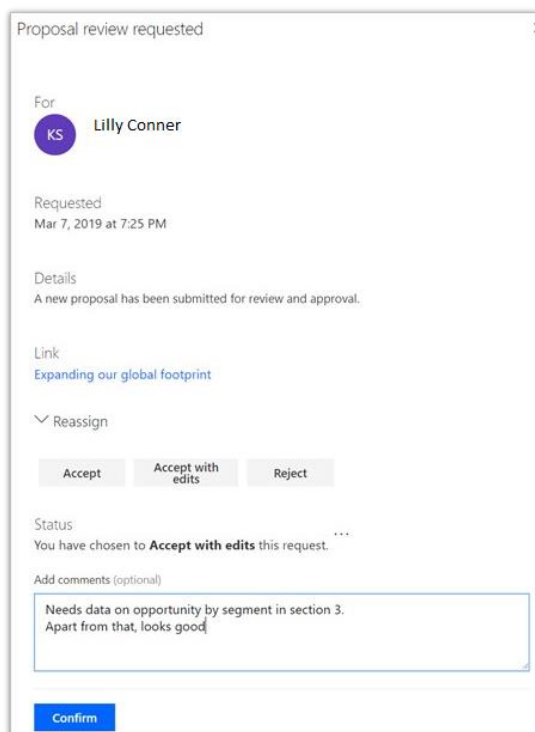 Proposal review requested
For
KS
Lilly Conner
Requested
Mar 7, 2019 at 7:25 PM
Details
A new proposal has been submitted for review and approval.
Link
Expanding our global footprint
Reassign
Accept
Accept with
edits
Reject
Status
You have chosen to Accept with edits this request. ...
Add comments (optional)
Needs data on opportunity by segment in section 3.
Apart from that, looks good
Confirm